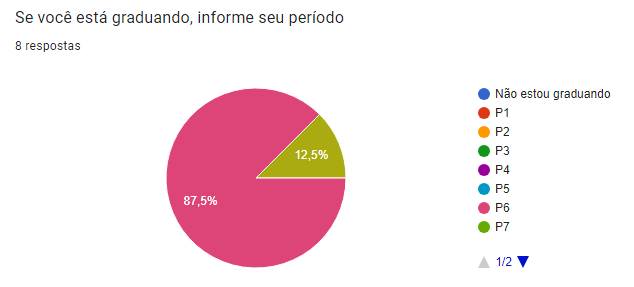 Se você está graduando, informe seu período
8 respostas
12,5%
87,5%
Não estou graduando
P1
P2
P3
P4
P5
P6
P7
1/2